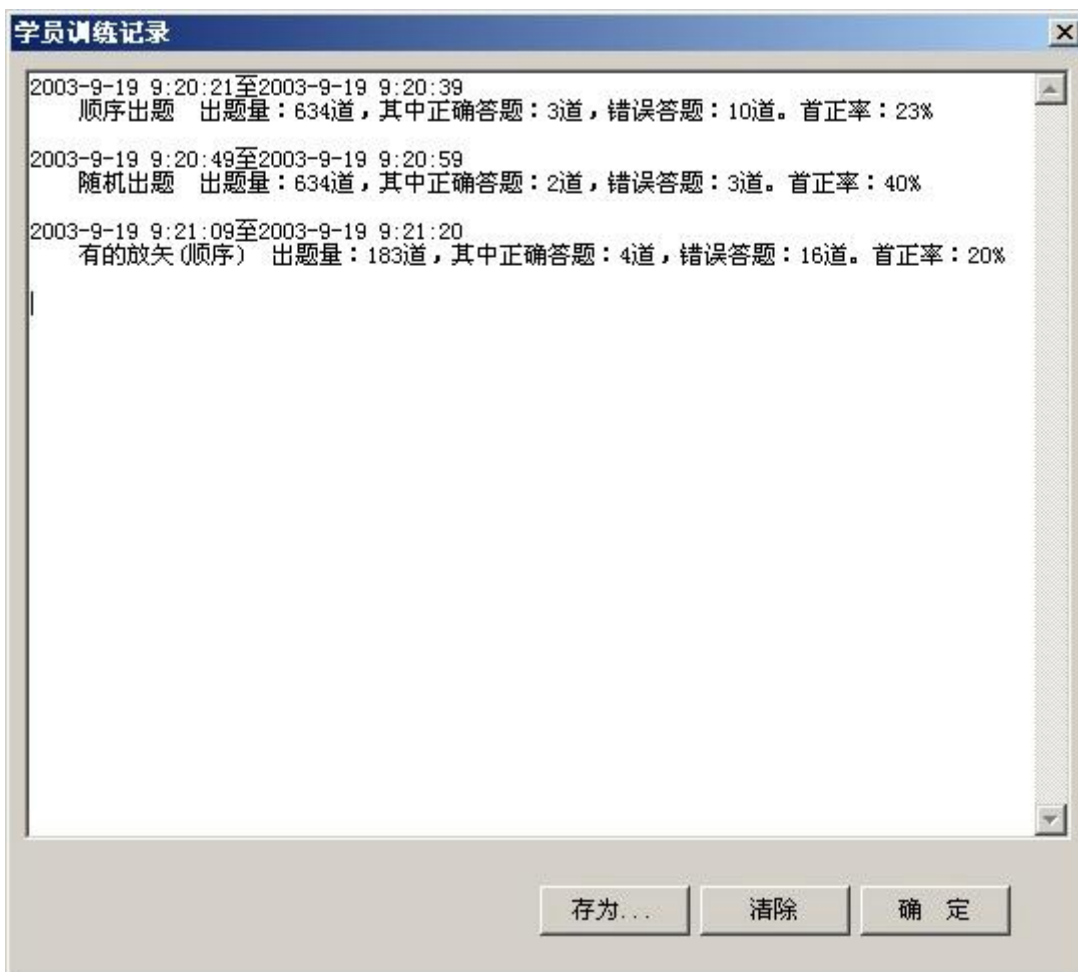 学员训练记录
2003-9-19 9:20:21至2003-9-19 9:20:39
顺序出题 出题量：634道，其中正确答题：3道，错误答题：10道。首正率：23%
2003-9-19 9:20:49至2003-9-19 9:20:59
随机出题 出题量：634道，其中正确答题：2道，错误答题：3道。首正率：40%
2003-9-19 9:21:09至2003-9-19 9:21:20
有的放矢(顺序） 出题量：183道，其中正确答题：4道，错误答题：16道。首正率：20%
存为... 清除 确 定